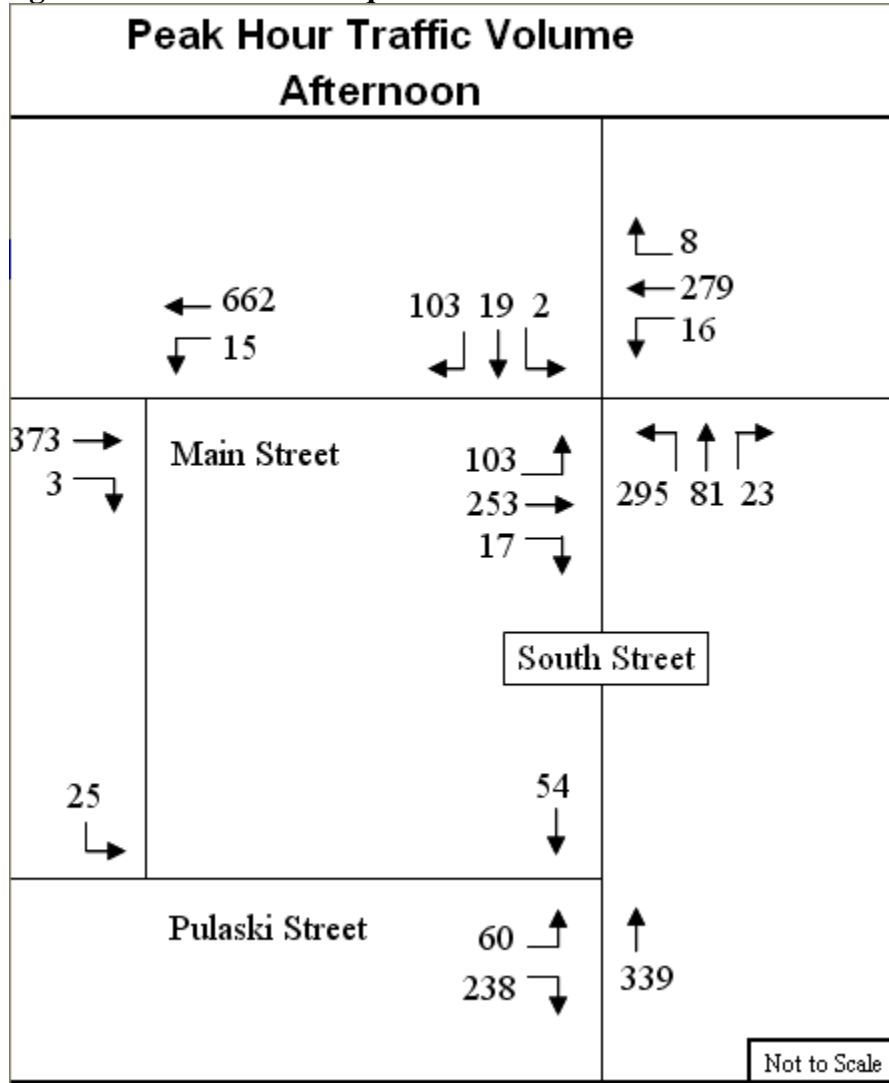 Peak Hour Traffic Volume
Afternoon
8
662
103 19 2
279
15
16
373
Main Street
103
3
253
295 81 23
17
South Street
25
54
Pulaski Street
60
238
339
Not to Scale